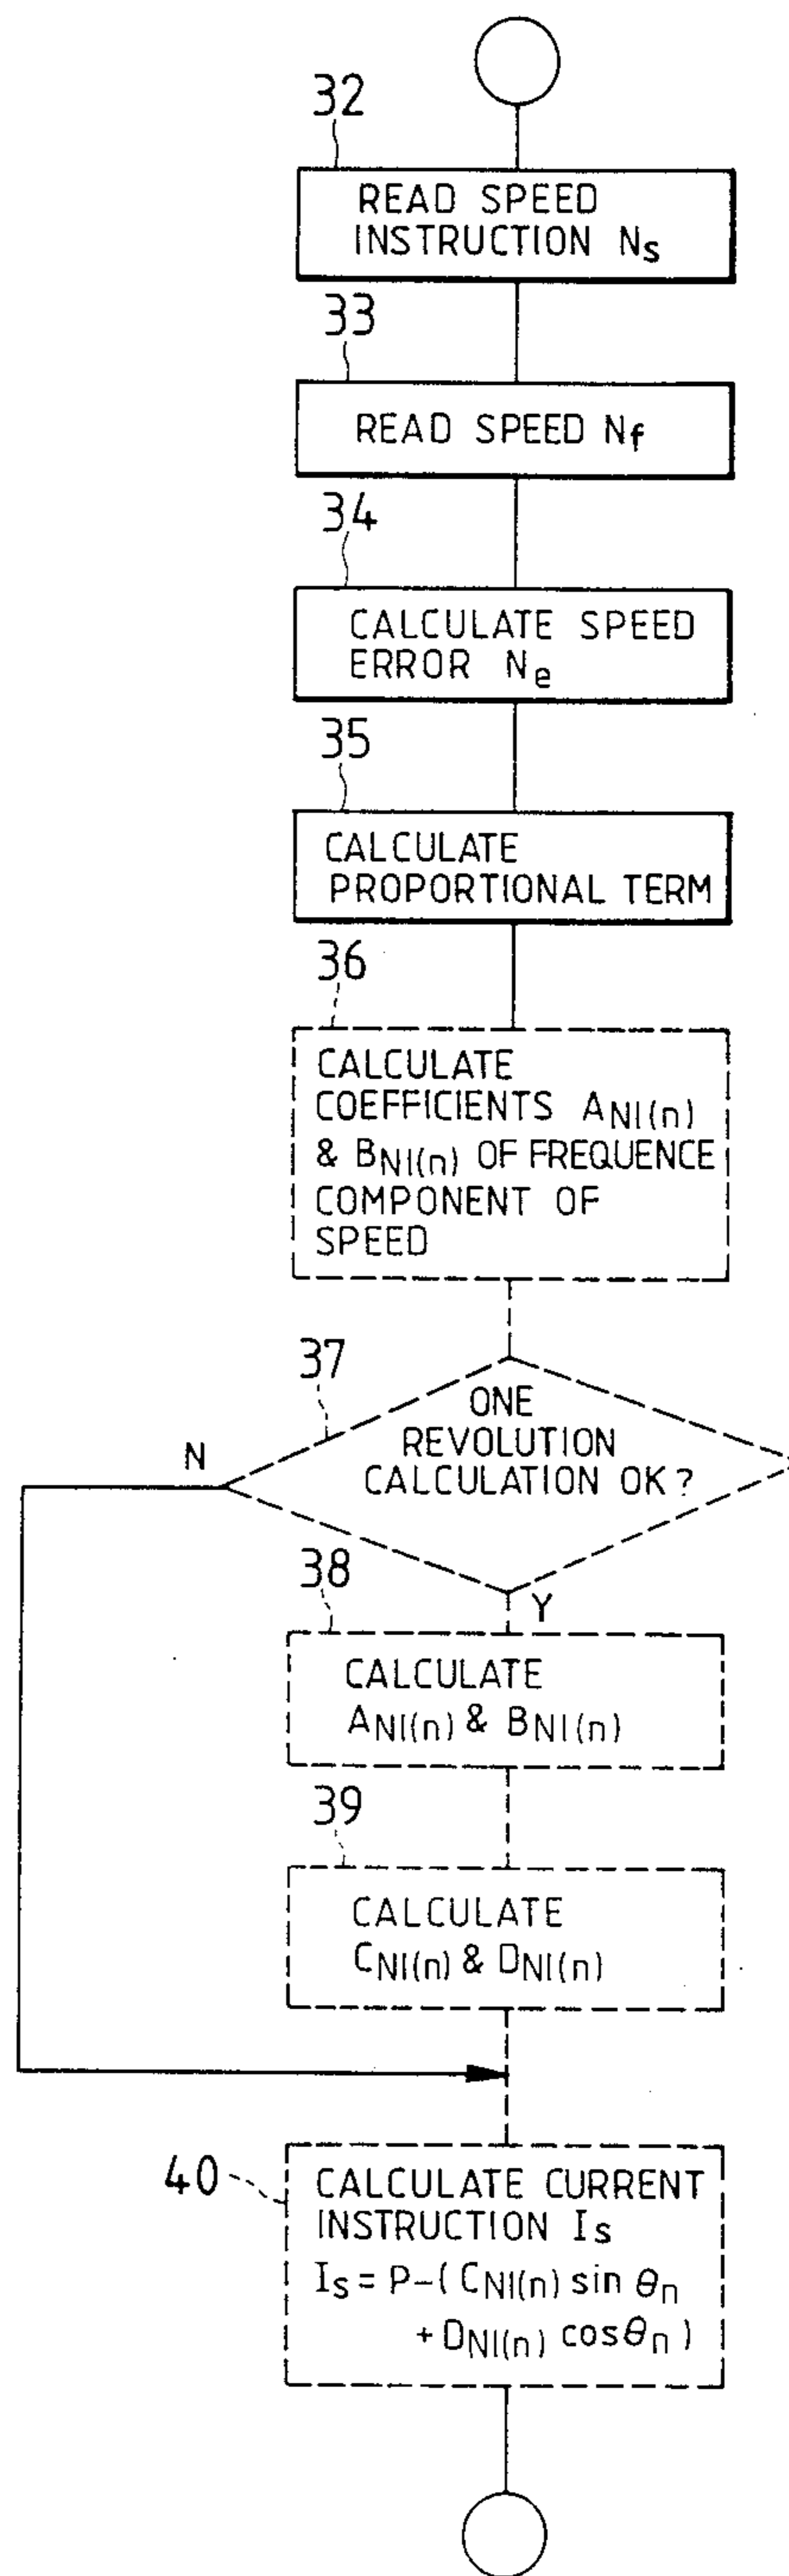 32
READ SPEED
INSTRUCTION Ns
33
READ SPEED Nf
34
CALCULATE SPEED
ERROR Ne
35
CALCULATE
PROPORTIONAL TERM
36
CALCULATE
COEFFICIENTS ANI(n)
& BNI(n) OF FREQUENCE
COMPONENT OF
SPEED
37
ONE
REVOLUTION
CALCULATION OK?
N
Y
38
CALCULATE
ANI(n) & BNI(n)
39
CALCULATE
CNI(n) & DNI(n)
40
CALCULATE CURRENT
INSTRUCTION Is
Is = P-(CNI(n) sin θn
+ DNI(n) cosθn)